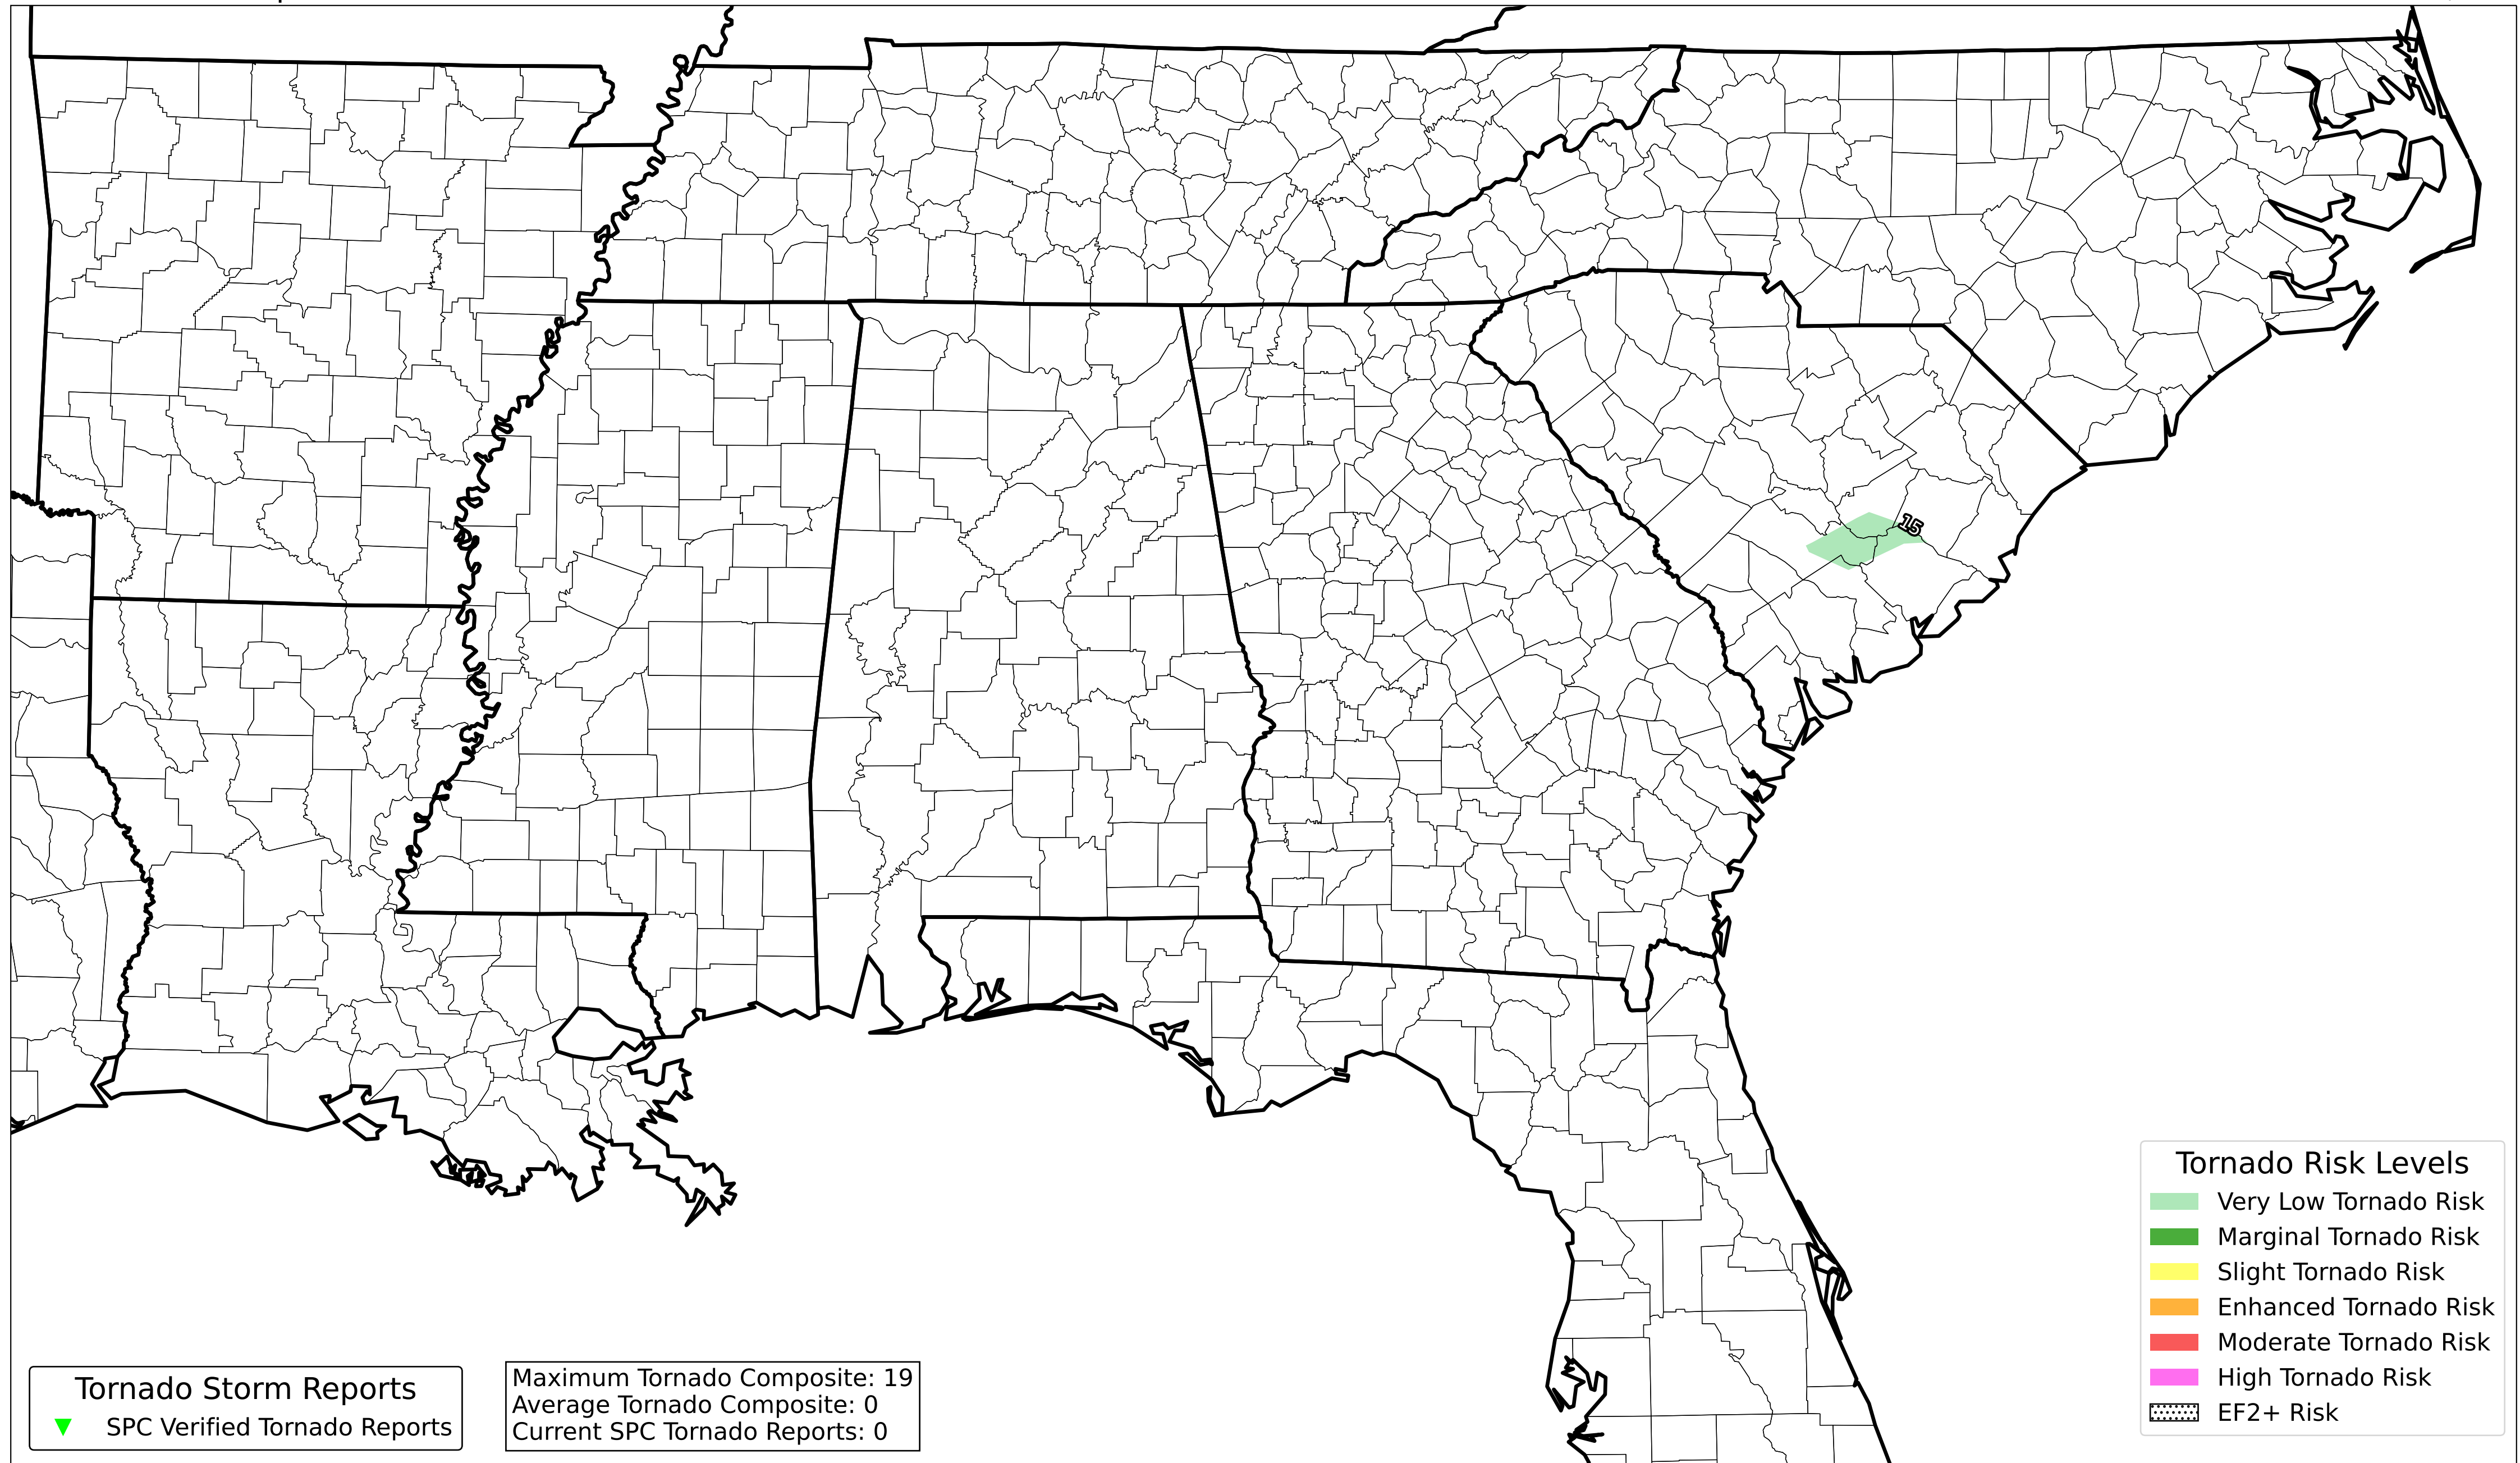 15
Tornado Risk Levels
Very Low Tornado Risk
Marginal Tornado Risk
Slight Tornado Risk
Enhanced Tornado Risk
Moderate Tornado Risk
High Tornado Risk
EF2+ Risk
Tornado Storm Reports
SPC Verified Tornado Reports
Maximum Tornado Composite: 19
Average Tornado Composite: 0
Current SPC Tornado Reports: 0